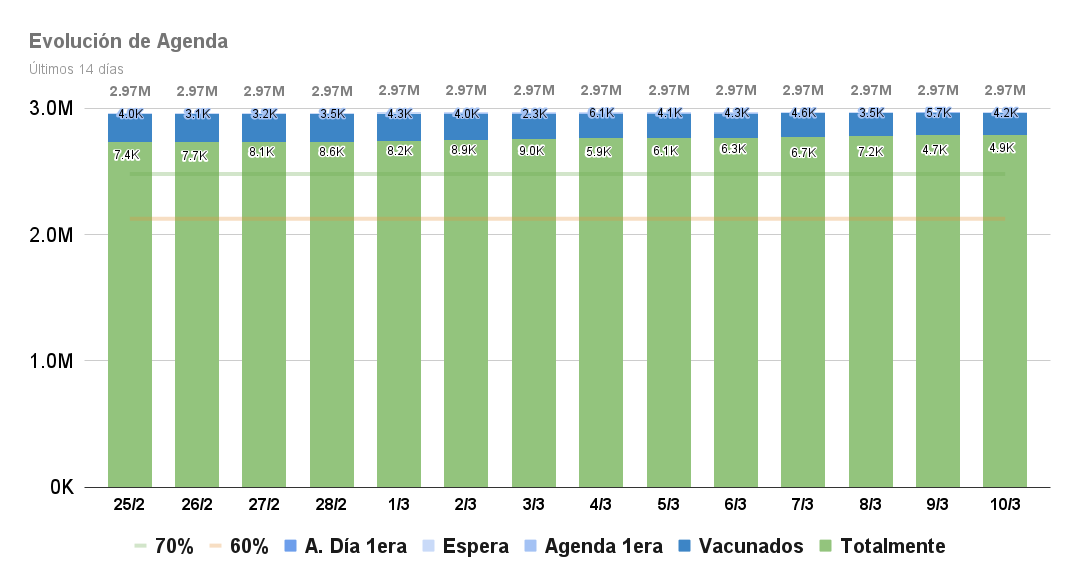 Evolución de Agenda
Últimos 14 días
2.97M 2.97M 2.97M 2.97M 2.97M 2.97M 2.97M 2.97M 2.97M 2.97M 2.97M 2.97M 2.97M 2.97M
3.0M
4.0K 3.1K 3.2K 3.5K 4.3K 4.0K 2.3K 6.1K 4.1K 4.3K 4.6K 3.5K 5.7K 4.2K
7.4K 7.7K 8.1K 8.6K 8.2K 8.9K 9.0K 5.9K 6.1K 6.3K 6.7K 7.2K 4.7K 4.9K
2.0M
1.0M
0K
25/2 26/2 27/2 28/2 1/3 2/3 3/3 4/3 5/3 6/3 7/3 8/3 9/3 10/3
70% 60% A. Día 1era Espera Agenda 1era Vacunados Totalmente